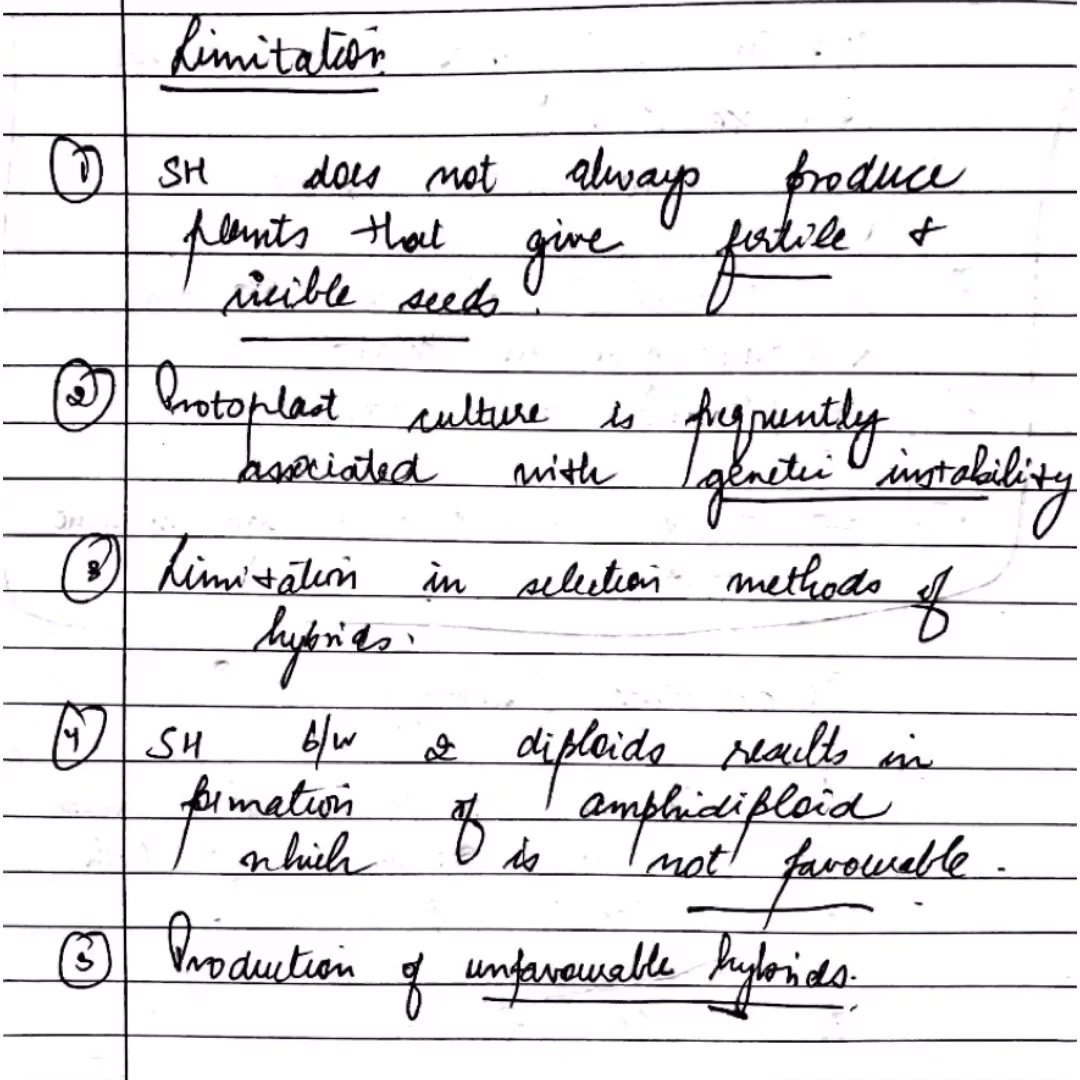 Limitation
① SH does not always produce
plants that give fertile &
vicible seeds.
② Protoplast culture is frequently
associated with genetic instability
③ Limitation in selection methods of
hybrids.
④ SH b/w 2 diploids results in
formation of amphidiploid
which is not favourable.
⑤ Production of unfavourable hybrids.